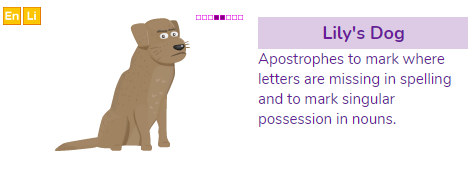 En Li
Lily's Dog
Apostrophes to mark where
letters are missing in spelling
and to mark singular
possession in nouns.